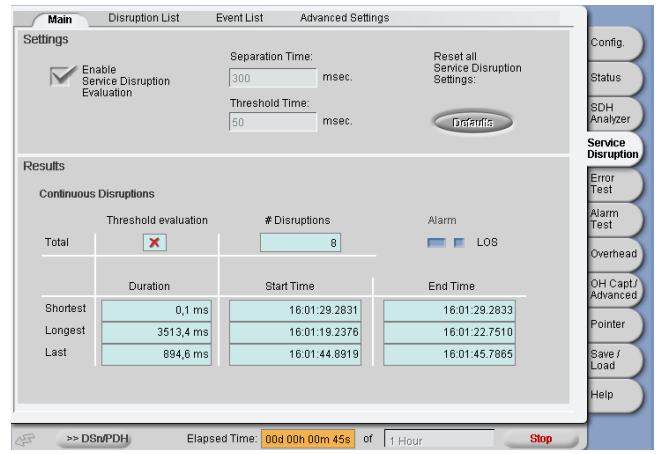 Main Disruption List Event List Advanced Settings
Settings
Enable
Service Disruption
Evaluation
Separation Time:
300 msec.
Threshold Time:
50 msec.
Reset all
Service Disruption
Settings:
Defaults
Results
Continuous Disruptions
Threshold evaluation # Disruptions Alarm
Total 8 LOS
Duration Start Time End Time
Shortest 0,1 ms 16:01:29.2831 16:01:29.2833
Longest 3513,4 ms 16:01:19.2376 16:01:22.7510
Last 894,6 ms 16:01:44.8919 16:01:45.7865
>> DSn/PDH Elapsed Time: 00d 00h 00m 45s of 1 Hour Stop
Config.
Status
SDH
Analyzer
Service
Disruption
Error
Test
Alarm
Test
Overhead
OH Capt./
Advanced
Pointer
Save /
Load
Help